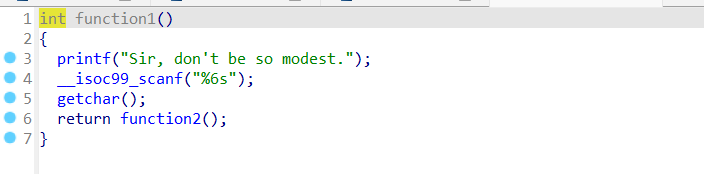 1 int function1()
2 {
3 printf("Sir, don't be so modest.");
4 __isoc99_scanf("%6s");
5 getchar();
6 return function2();
7 }